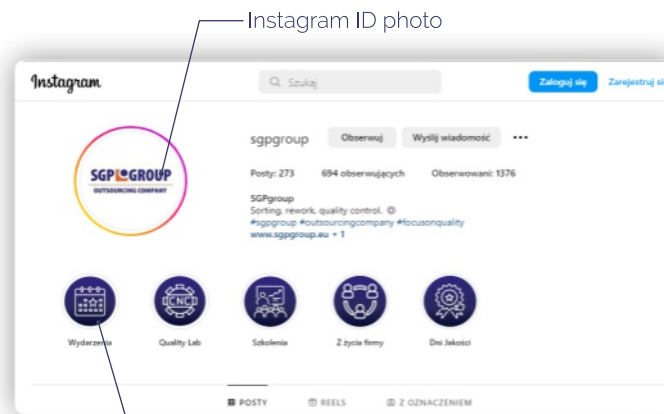 Instagram ID photo
Instagram
Szukaj
Zaloguj się
Zarejestruj si
SGP GROUP
OUTSOURCING COMPANY
sgpgroup
Obserwuj
Wyślij wiadomość
Posty: 273
694 obserwujących
Obserwowani: 1376
SGPgroup
Sorting, rework, quality control.
#sgpgroup #outsourcingcompany #focusonquality
www.sgpgroup.eu + 1
CNC
Wydarzenia
Quality Lab
Szkolenia
Z życia firmy
Dni Jakości
POSTY
REELS
Z OZNACZENIEM